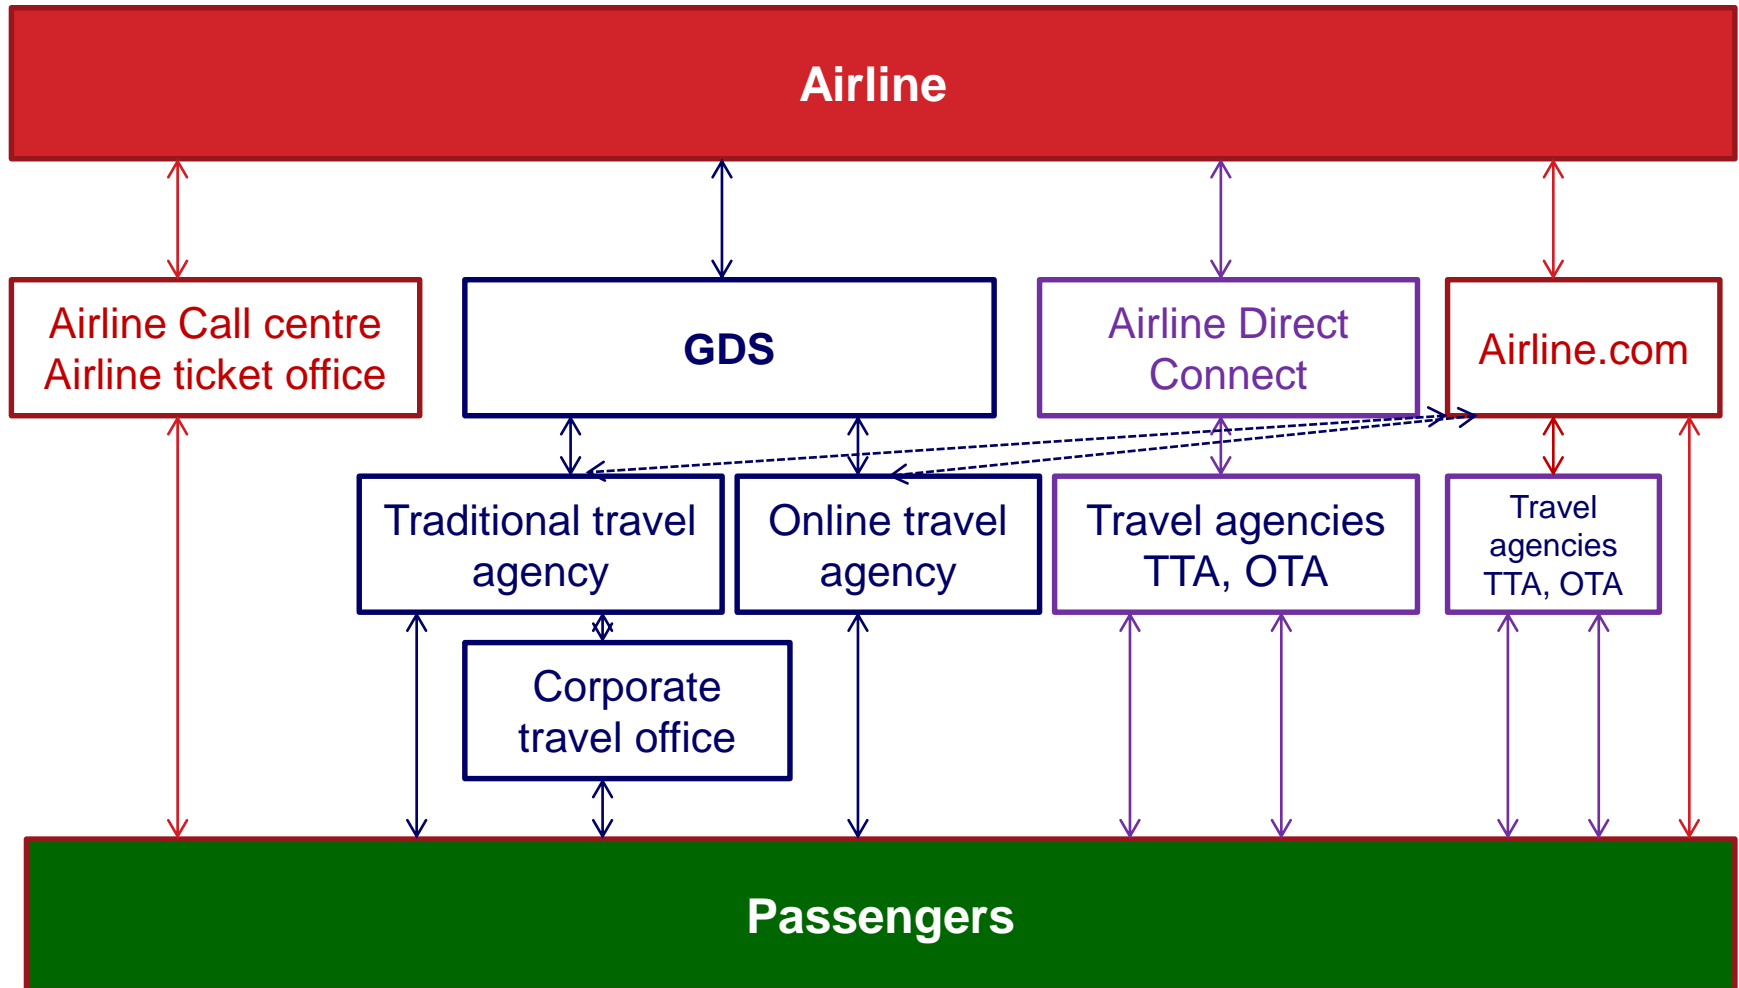 Airline
Airline Call centre
Airline ticket office
GDS
Airline Direct
Connect
Airline.com
Traditional travel
agency
Online travel
agency
Travel agencies
TTA, OTA
Travel
agencies
TTA, OTA
Corporate
travel office
Passengers